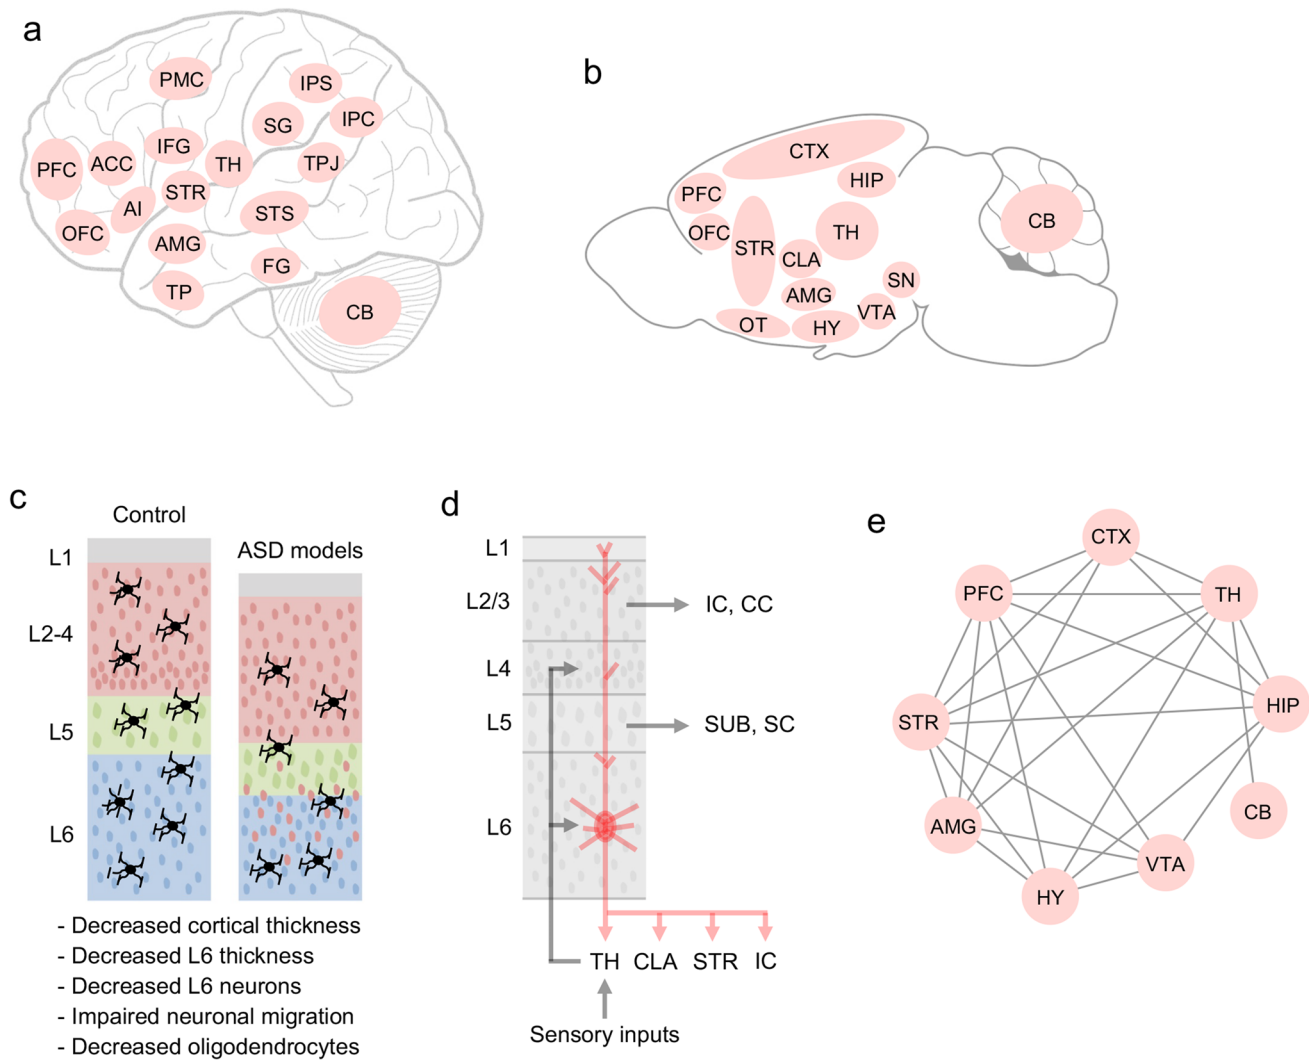 a
PMC
IPS
SG
IPC
IFG
PFC
ACC
TH
TPJ
STR
AI
STS
OFC
AMG
FG
TP
CB
b
CTX
HIP
PFC
OFC
STR
TH
CB
CLA
SN
AMG
VTA
OT
HY
c
Control
ASD models
L1
L2-4
L5
L6
- Decreased cortical thickness
- Decreased L6 thickness
- Decreased L6 neurons
- Impaired neuronal migration
- Decreased oligodendrocytes
d
L1
L2/3
IC, CC
L4
L5
SUB, SC
L6
TH CLA STR IC
Sensory inputs
e
CTX
PFC
TH
HIP
STR
CB
AMG
VTA
HY